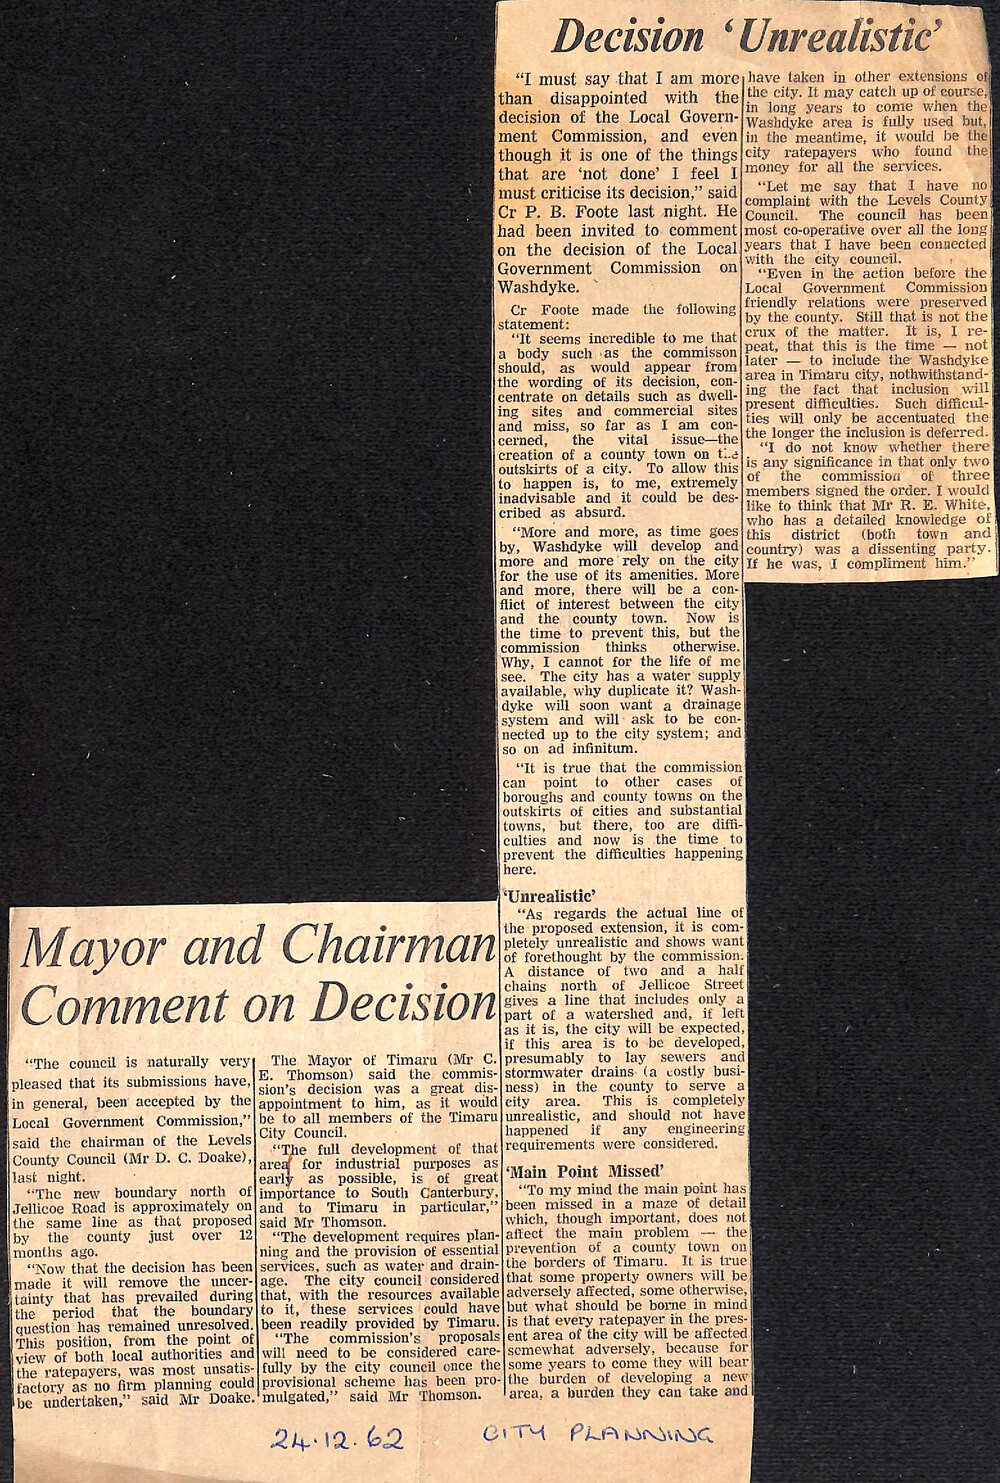 Decision ‘Unrealistic’
“I must say that I am more
than disappointed with the
decision of the Local Govern-
ment Commission, and even
though it is one of the things
that are ‘not done’ I feel I
must criticise its decision,” said
Cr P. B. Foote last night. He
had been invited to comment
on the decision of the Local
Government Commission on
Washdyke.
Cr Foote made the following
statement:
“It seems incredible to me that
a body such as the commisson
should, as would appear from
the wording of its decision, con-
centrate on details such as dwell-
ing sites and commercial sites
and miss, so far as I am con-
cerned, the vital issue—the
creation of a county town on the
outskirts of a city. To allow this
to happen is, to me, extremely
inadvisable and it could be des-
cribed as absurd.
“More and more, as time goes
by, Washdyke will develop and
more and more rely on the city
for the use of its amenities. More
and more, there will be a con-
flict of interest between the city
and the county town. Now is
the time to prevent this, but the
commission thinks otherwise.
Why, I cannot for the life of me
see. The city has a water supply
available, why duplicate it? Wash-
dyke will soon want a drainage
system and will ask to be con-
nected up to the city system; and
so on ad infinitum.
“It is true that the commission
can point to other cases of
boroughs and county towns on the
outskirts of cities and substantial
towns, but there, too are diffi-
culties and now is the time to
prevent the difficulties happening
here.
‘Unrealistic’
“As regards the actual line of
the proposed extension, it is com-
pletely unrealistic and shows want
of forethought by the commission.
A distance of two and a half
chains north of Jellicoe Street
gives a line that includes only a
part of a watershed and, if left
as it is, the city will be expected,
if this area is to be developed,
presumably to lay sewers and
stormwater drains (a costly busi-
ness) in the county to serve a
city area. This is completely
unrealistic, and should not have
happened if any engineering
requirements were considered.
‘Main Point Missed’
“To my mind the main point has
been missed in a maze of detail
which, though important, does not
affect the main problem — the
prevention of a county town on
the borders of Timaru. It is true
that some property owners will be
adversely affected, some otherwise,
but what should be borne in mind
is that every ratepayer in the pres-
ent area of the city will be affected
somewhat adversely, because for
some years to come they will bear
the burden of developing a new
area, a burden they can take and
have taken in other extensions of
the city. It may catch up of course,
in long years to come when the
Washdyke area is fully used but,
in the meantime, it would be the
city ratepayers who found the
money for all the services.
“Let me say that I have no
complaint with the Levels County
Council. The council has been
most co-operative over all the long
years that I have been connected
with the city council.
“Even in the action before the
Local Government Commission
friendly relations were preserved
by the county. Still that is not the
crux of the matter. It is, I re-
peat, that this is the time — not
later — to include the Washdyke
area in Timaru city, nothwithstand-
ing the fact that inclusion will
present difficulties. Such difficul-
ties will only be accentuated the
the longer the inclusion is deferred.
“I do not know whether there
is any significance in that only two
of the commission of three
members signed the order. I would
like to think that Mr R. E. White,
who has a detailed knowledge of
this district (both town and
country) was a dissenting party.
If he was, I compliment him.”
Mayor and Chairman
Comment on Decision
“The council is naturally very
pleased that its submissions have,
in general, been accepted by the
Local Government Commission,”
said the chairman of the Levels
County Council (Mr D. C. Doake),
last night.
“The new boundary north of
Jellicoe Road is approximately on
the same line as that proposed
by the county just over 12
months ago.
“Now that the decision has been
made it will remove the uncer-
tainty that has prevailed during
the period that the boundary
question has remained unresolved.
This position, from the point of
view of both local authorities and
the ratepayers, was most unsatis-
factory as no firm planning could
be undertaken,” said Mr Doake.
The Mayor of Timaru (Mr C.
E. Thomson) said the commis-
sion’s decision was a great dis-
appointment to him, as it would
be to all members of the Timaru
City Council.
“The full development of that
area for industrial purposes as
early as possible, is of great
importance to South Canterbury,
and to Timaru in particular,”
said Mr Thomson.
“The development requires plan-
ning and the provision of essential
services, such as water and drain-
age. The city council considered
that, with the resources available
to it, these services could have
been readily provided by Timaru.
“The commission’s proposals
will need to be considered care-
fully by the city council once the
provisional scheme has been pro-
mulgated,” said Mr Thomson.
24.12.62
CITY PLANNING